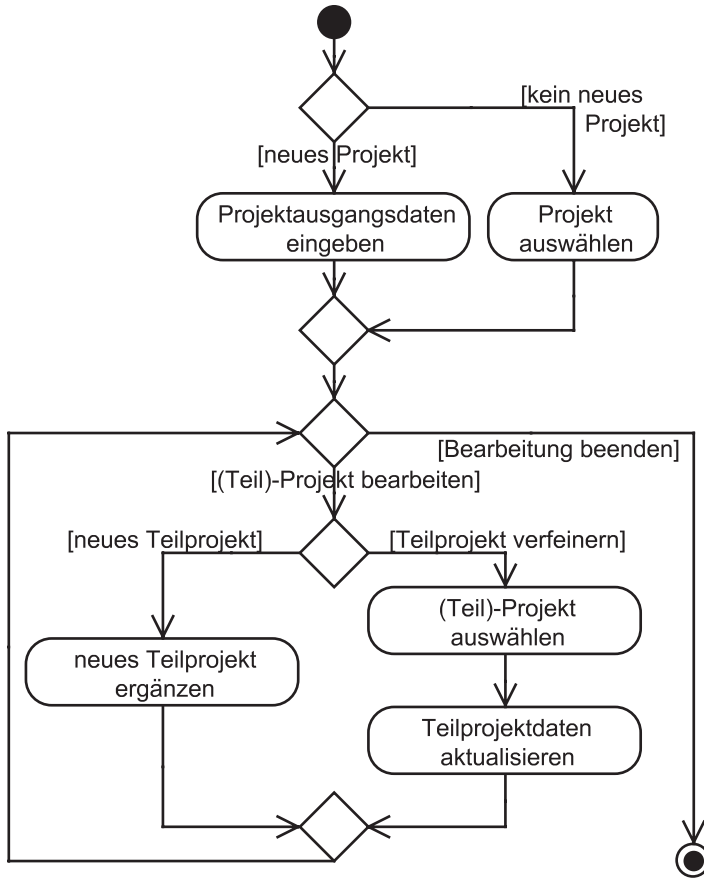 [kein neues
Projekt]
[neues Projekt]
Projektausgangsdaten
eingeben
Projekt
auswählen
[Bearbeitung beenden]
[(Teil)-Projekt bearbeiten]
[neues Teilprojekt]
[Teilprojekt verfeinern]
(Teil)-Projekt
auswählen
neues Teilprojekt
ergänzen
Teilprojektdaten
aktualisieren